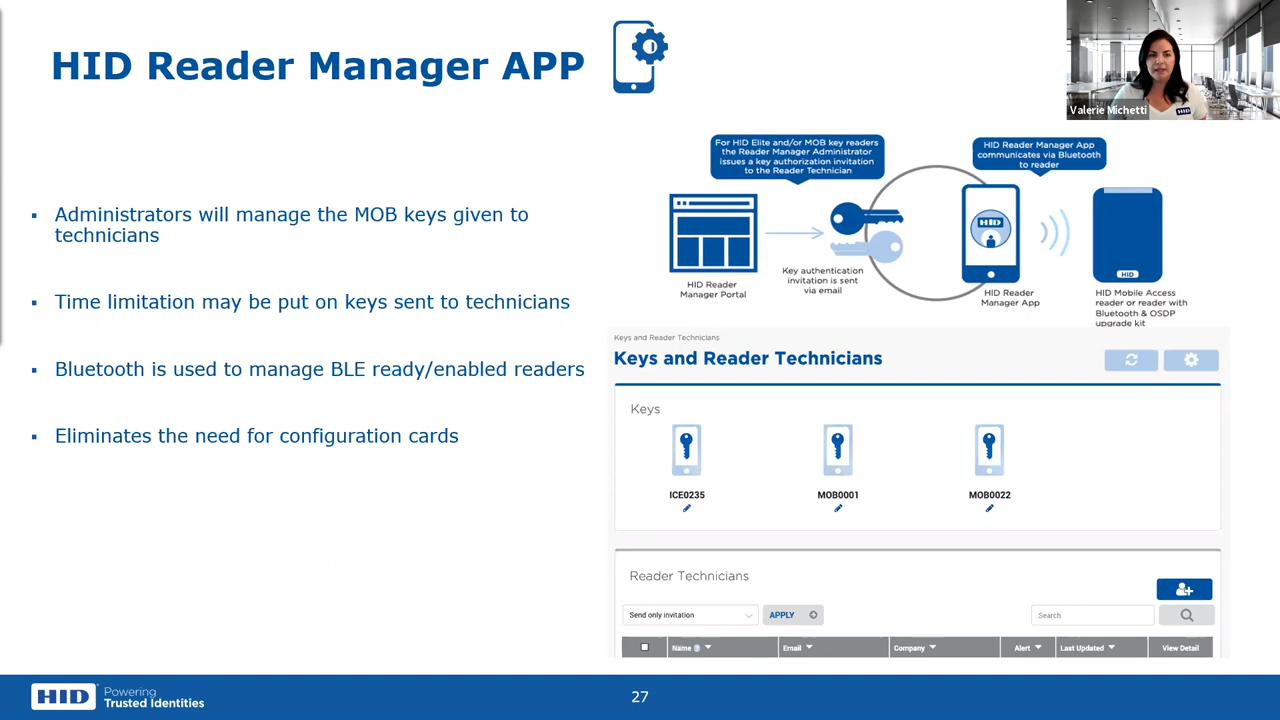 HID Reader Manager APP
Valerie Michetti
HID
Administrators will manage the MOB keys given to
technicians
Time limitation may be put on keys sent to technicians
Bluetooth is used to manage BLE ready/enabled readers
Eliminates the need for configuration cards
For HID Elite and/or MOB key readers
the Reader Manager Administrator
issues a key authorization invitation
to the Reader Technician
HID Reader Manager App
communicates via Bluetooth
to reader
HID
HID
HID Reader
Manager Portal
Key authentication
invitation is sent
via email
HID Reader
Manager App
HID Mobile Access
reader or reader with
Bluetooth & OSDP
upgrade kit
Keys and Reader Technicians
Keys and Reader Technicians
Keys
ICE0235
MOB0001
MOB0022
Reader Technicians
Send only invitation
APPLY
Search
Name
Email
Company
Alert
Last Updated
View Detail
HID
Powering
Trusted Identities
27